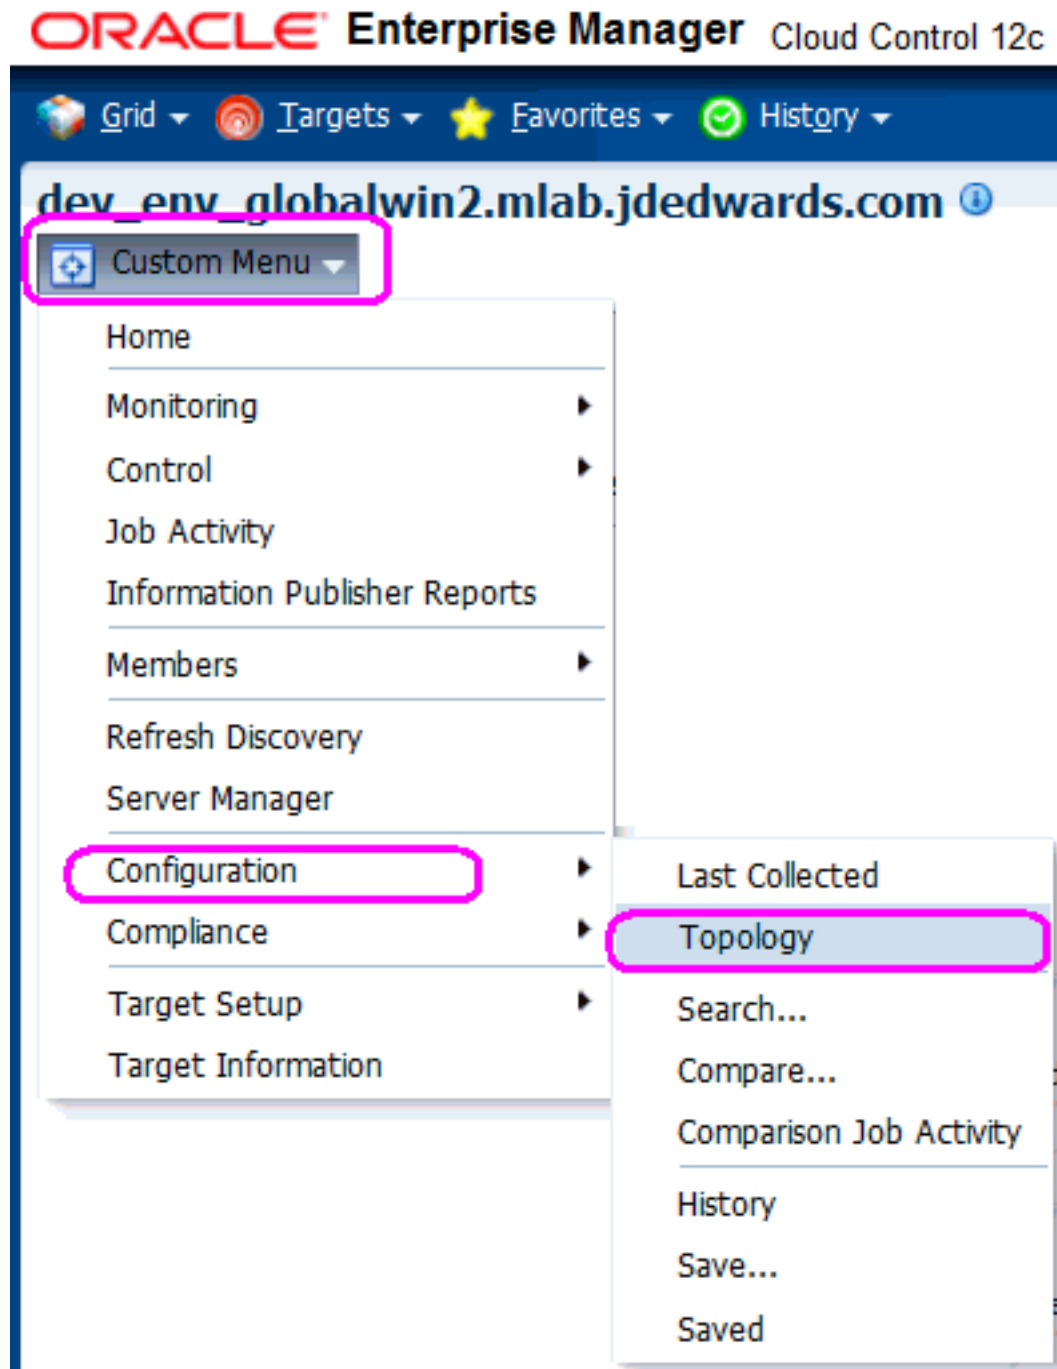 ORACLE Enterprise Manager Cloud Control 12c
Grid Targets Favorites History
dev_env_globalwin2.mlab.jdedwards.com
Custom Menu
Home
Monitoring
Control
Job Activity
Information Publisher Reports
Members
Refresh Discovery
Server Manager
Configuration
Compliance
Target Setup
Target Information
Last Collected
Topology
Search...
Compare...
Comparison Job Activity
History
Save...
Saved